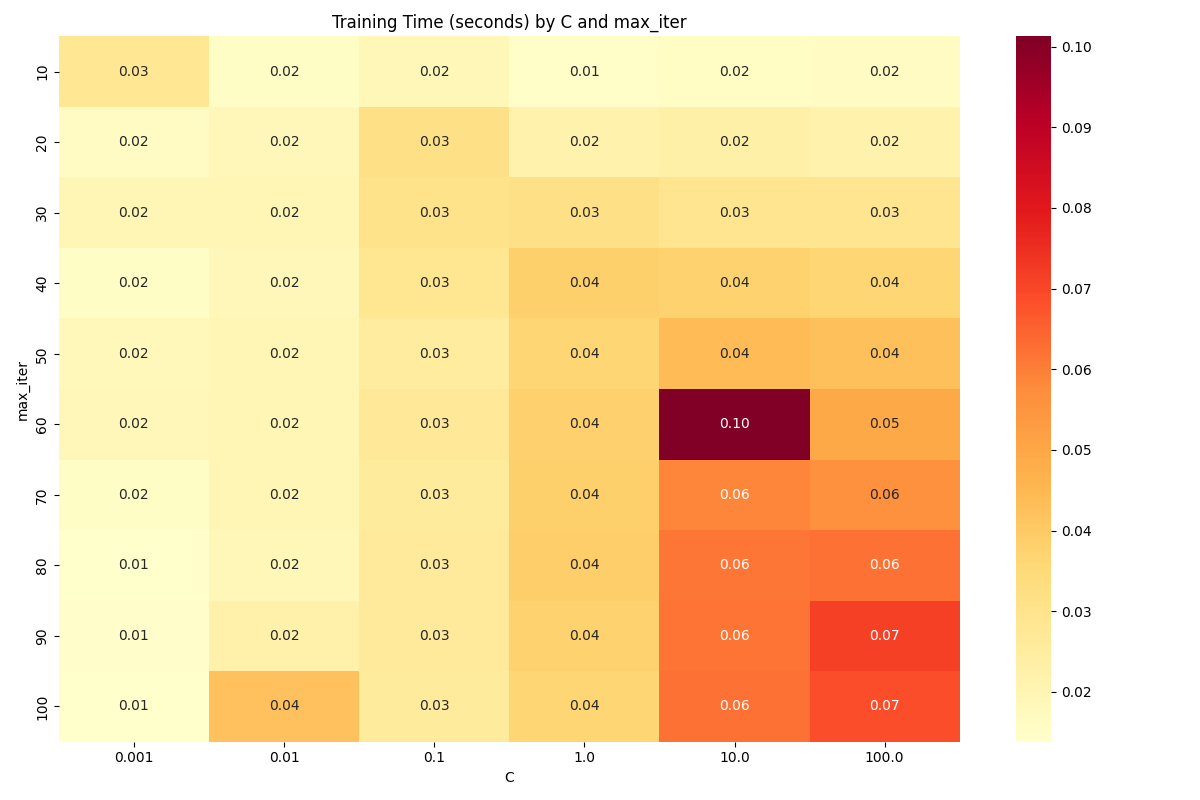 Training Time (seconds) by C and max_iter
max_iter
10 0.03 0.02 0.02 0.01 0.02 0.02
20 0.02 0.02 0.03 0.02 0.02 0.02
30 0.02 0.02 0.03 0.03 0.03 0.03
40 0.02 0.02 0.03 0.04 0.04 0.04
50 0.02 0.02 0.03 0.04 0.04 0.04
60 0.02 0.02 0.03 0.04 0.10 0.05
70 0.02 0.02 0.03 0.04 0.06 0.06
80 0.01 0.02 0.03 0.04 0.06 0.06
90 0.01 0.02 0.03 0.04 0.06 0.07
100 0.01 0.04 0.03 0.04 0.06 0.07
0.001 0.01 0.1 1.0 10.0 100.0
C
0.10
0.09
0.08
0.07
0.06
0.05
0.04
0.03
0.02